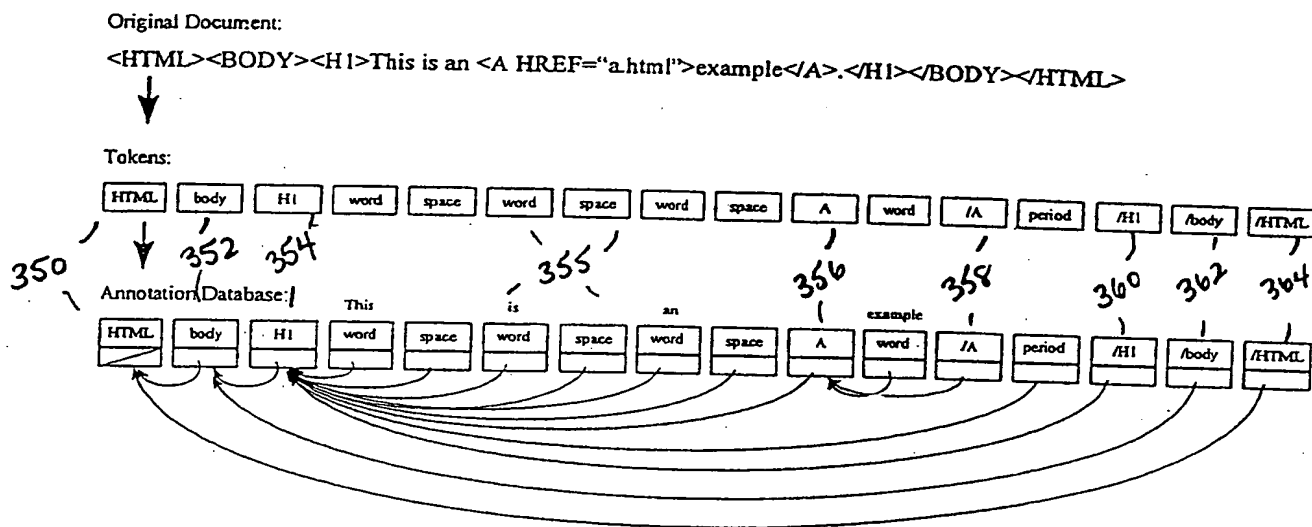 Original Document:
<HTML><BODY><H1>This is an <A HREF="a.html">example</A>.</H1></BODY></HTML>
Tokens:
HTML body H1 word space word space word space A word /A period /H1 /body /HTML
350 352 354 355 356 358 360 362 364
Annotation Database:
This is an example
HTML body H1 word space word space word space A word /A period /H1 /body /HTML